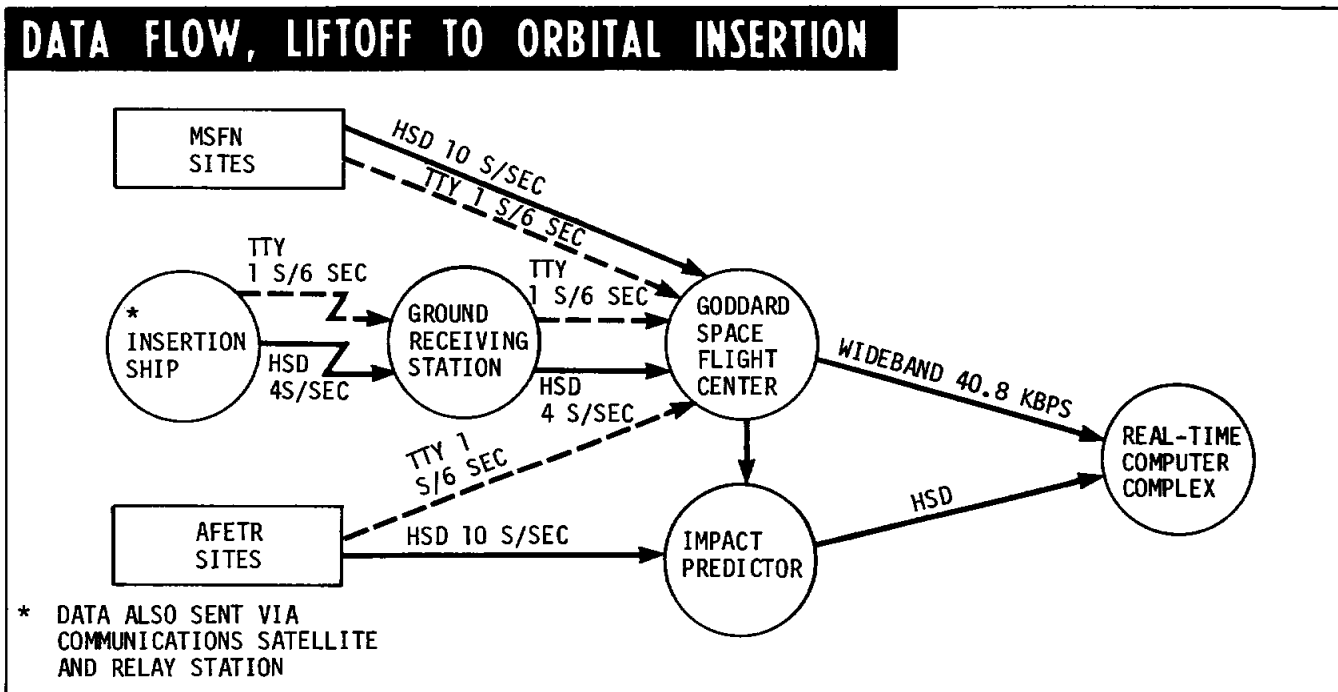 DATA FLOW, LIFTOFF TO ORBITAL INSERTION
MSFN
SITES
HSD 10 S/SEC
TTY 1 S/6 SEC
TTY
1 S/6 SEC
*
INSERTION
SHIP
HSD
4S/SEC
GROUND
RECEIVING
STATION
TTY
1 S/6 SEC
HSD
4 S/SEC
GODDARD
SPACE
FLIGHT
CENTER
WIDEBAND 40.8 KBPS
REAL-TIME
COMPUTER
COMPLEX
TTY 1
S/6 SEC
AFETR
SITES
HSD 10 S/SEC
IMPACT
PREDICTOR
HSD
* DATA ALSO SENT VIA
COMMUNICATIONS SATELLITE
AND RELAY STATION